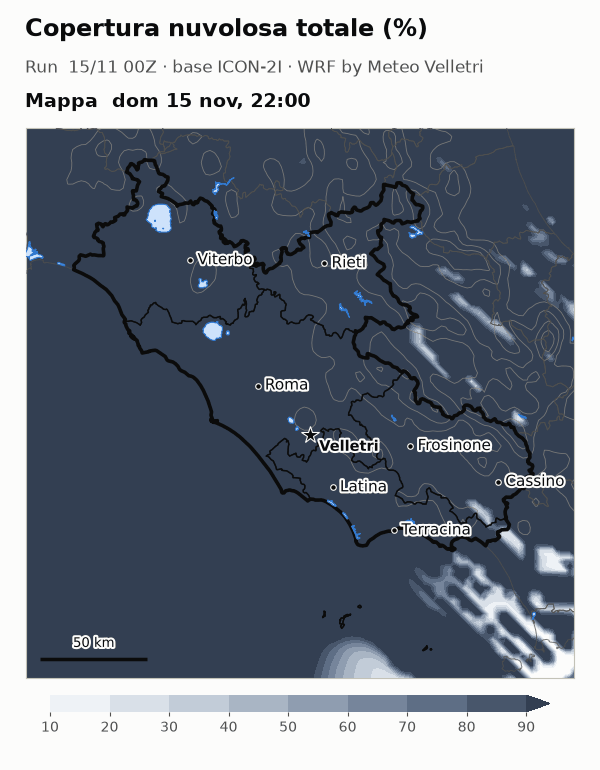 Copertura nuvolosa totale (%)
Run 15/11 00Z · base ICON-2I · WRF by Meteo Velletri
Mappa dom 15 nov, 22:00
Viterbo
Rieti
Roma
Velletri
Frosinone
Latina
Cassino
Terracina
50 km
10 20 30 40 50 60 70 80 90